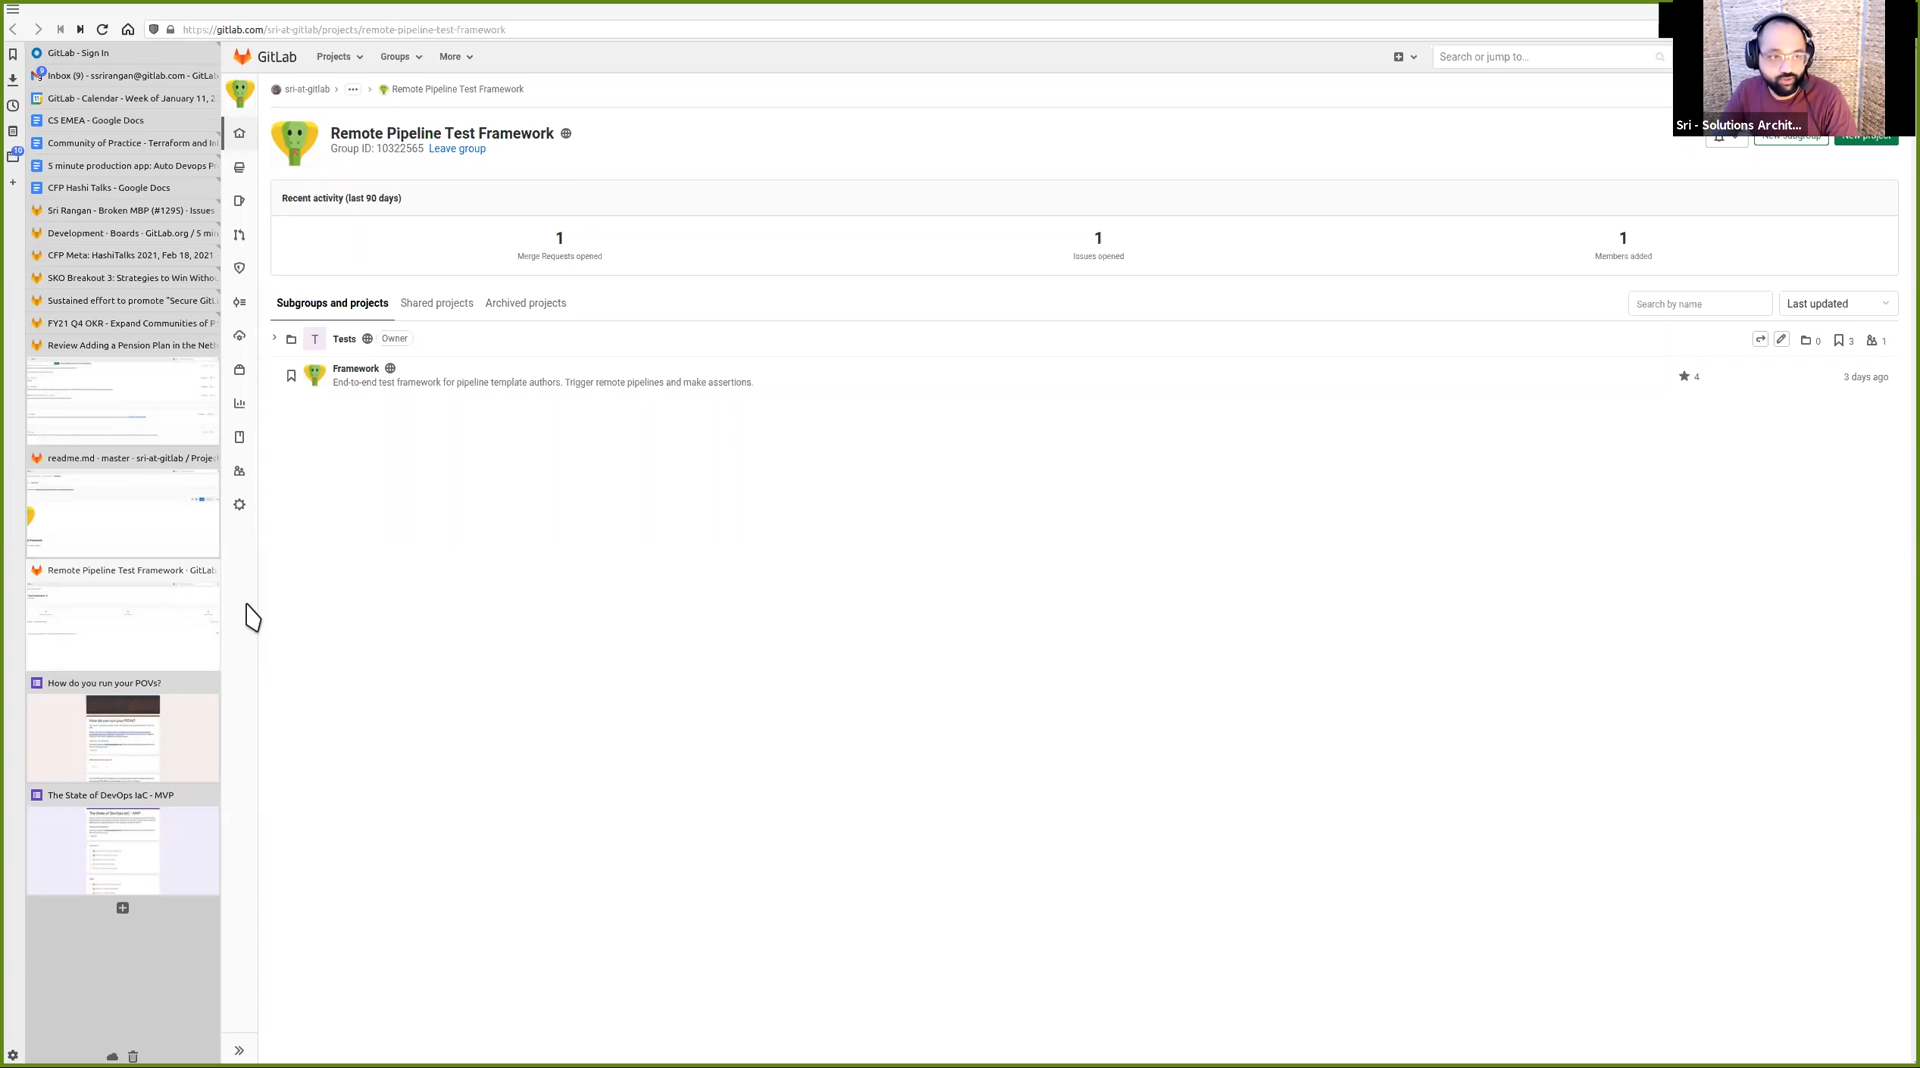 https://gitlab.com/sri-at-gitlab/projects/remote-pipeline-test-framework
GitLab - Sign In
9
Inbox (9) - ssrirangan@gitlab.com - GitLab
GitLab - Calendar - Week of January 11, 2
CS EMEA - Google Docs
Community of Practice - Terraform and In
10
5 minute production app: Auto Devops P
CFP Hashi Talks - Google Docs
Sri Rangan - Broken MBP (#1295) · Issues
Development · Boards · GitLab.org / 5 min
CFP Meta: HashiTalks 2021, Feb 18, 2021
SKO Breakout 3: Strategies to Win Witho
Sustained effort to promote "Secure GitL
FY21 Q4 OKR - Expand Communities of P
Review Adding a Pension Plan in the Net
readme.md · master · sri-at-gitlab / Projec
Remote Pipeline Test Framework · GitLab
How do you run your POVs?
The State of DevOps IaC - MVP
GitLab
Projects
Groups
More
Search or jump to...
sri-at-gitlab
Remote Pipeline Test Framework
Remote Pipeline Test Framework
Group ID: 10322565 Leave group
New subgroup
New project
Sri - Solutions Archit...
Recent activity (last 90 days)
1
Merge Requests opened
1
Issues opened
1
Members added
Subgroups and projects
Shared projects
Archived projects
Search by name
Last updated
T
Tests
Owner
0
3
1
Framework
End-to-end test framework for pipeline template authors. Trigger remote pipelines and make assertions.
4
3 days ago